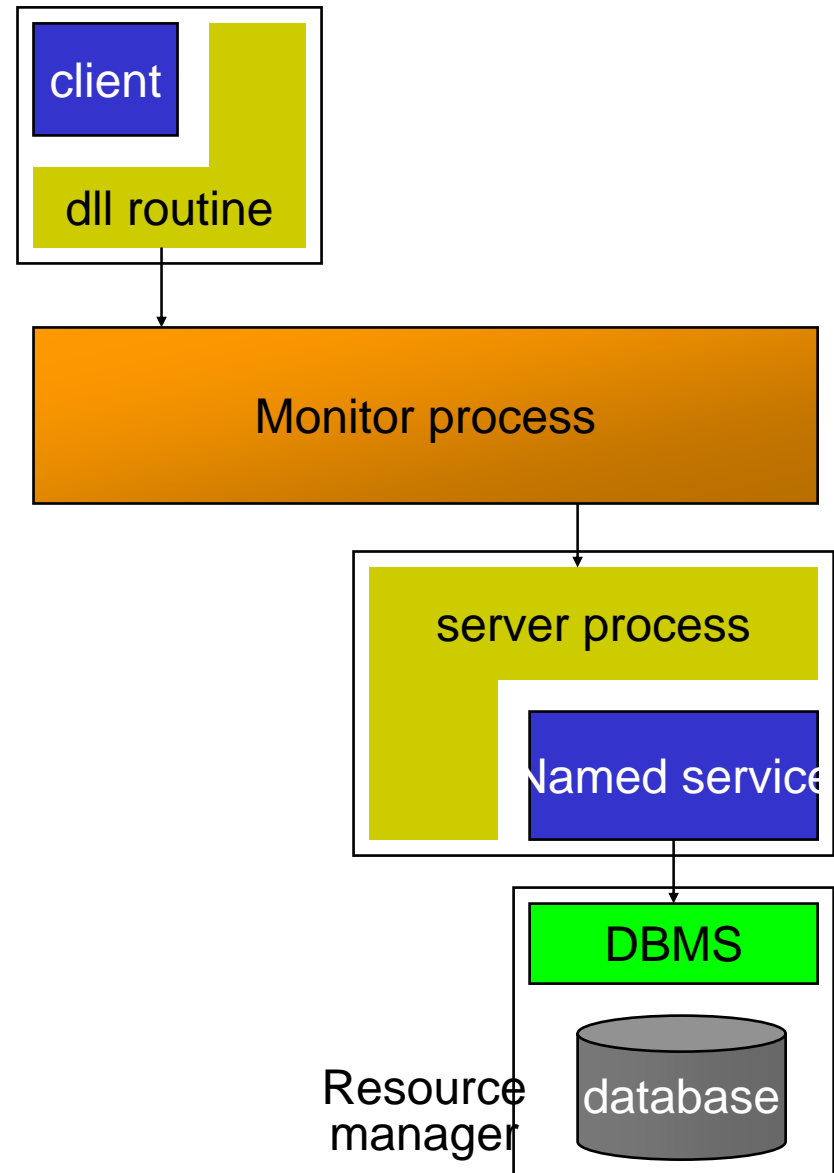 client
dll routine
Monitor process
server process
Named service
DBMS
database
Resource
manager